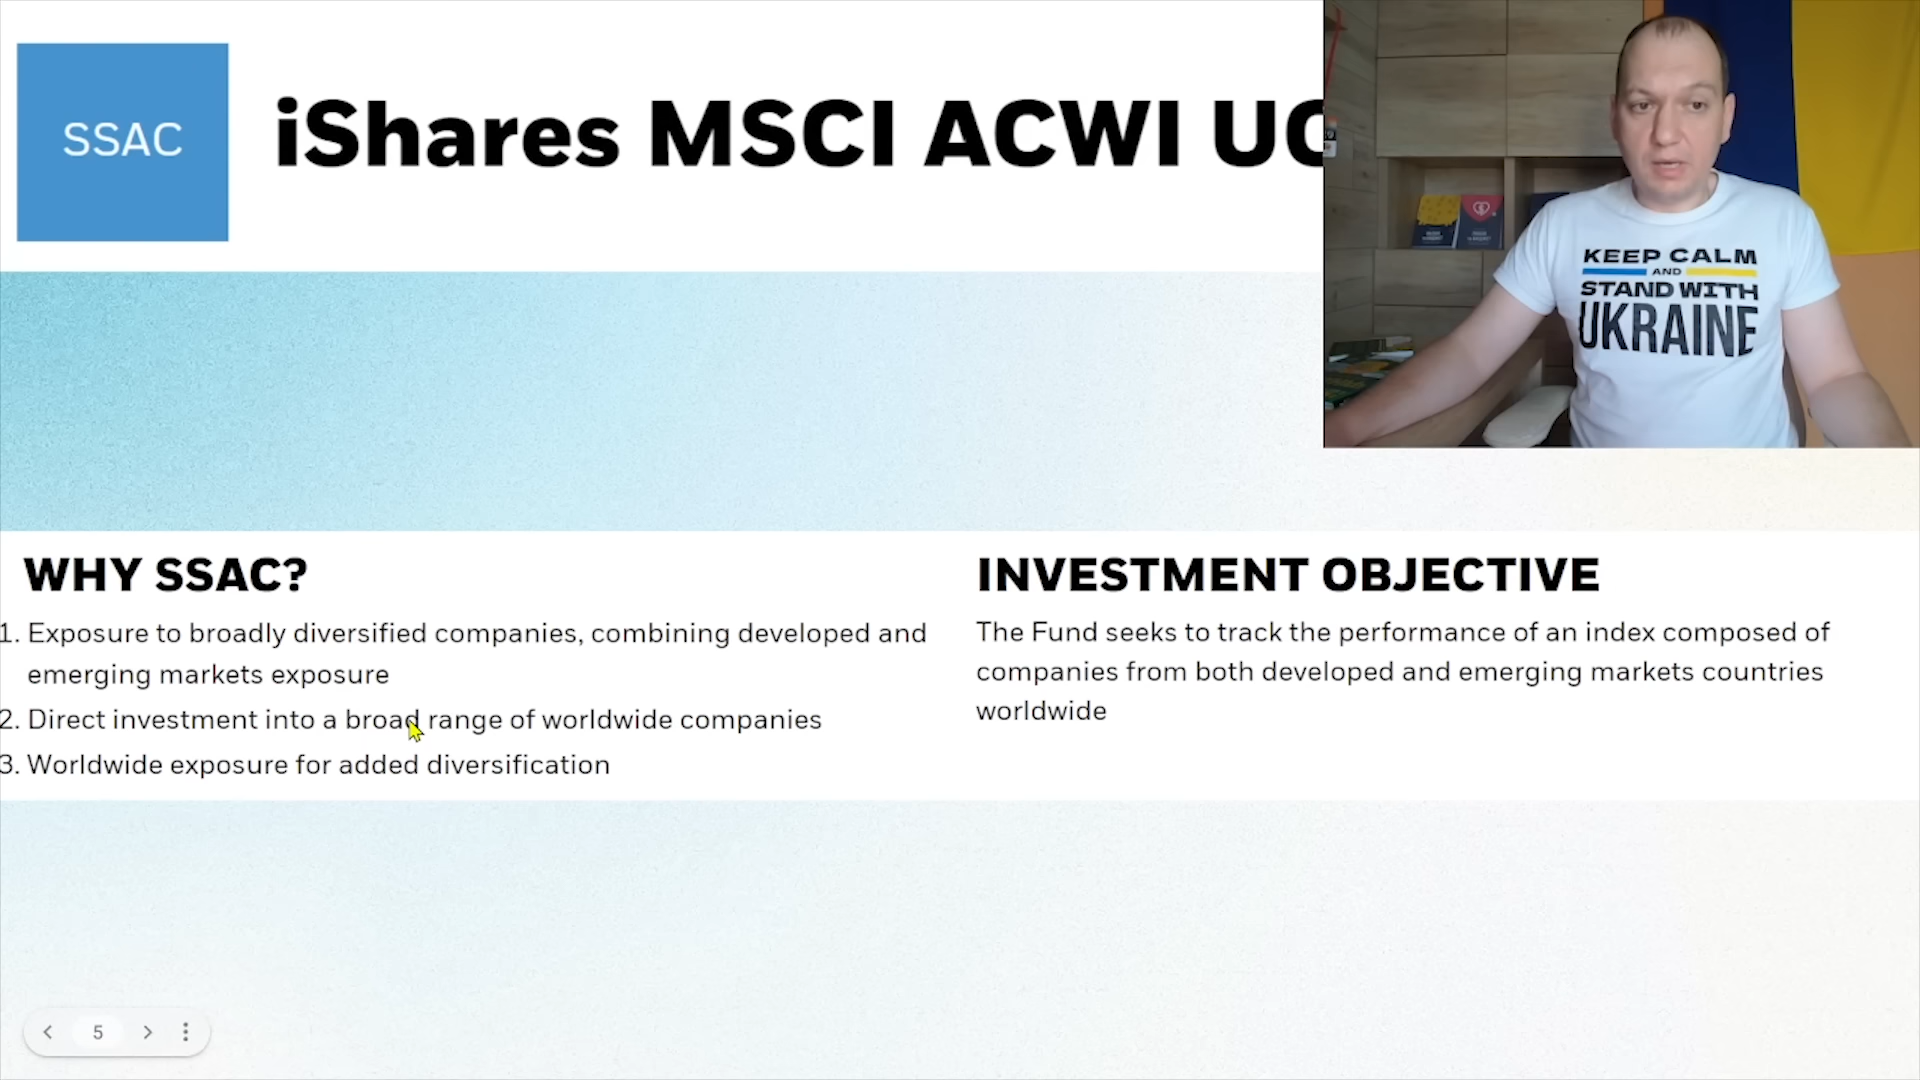 SSAC
iShares MSCI ACWI UC
KEEP CALM
AND
STAND WITH
UKRAINE
WHY SSAC?
1. Exposure to broadly diversified companies, combining developed and
emerging markets exposure
2. Direct investment into a broad range of worldwide companies
3. Worldwide exposure for added diversification
INVESTMENT OBJECTIVE
The Fund seeks to track the performance of an index composed of
companies from both developed and emerging markets countries
worldwide
5